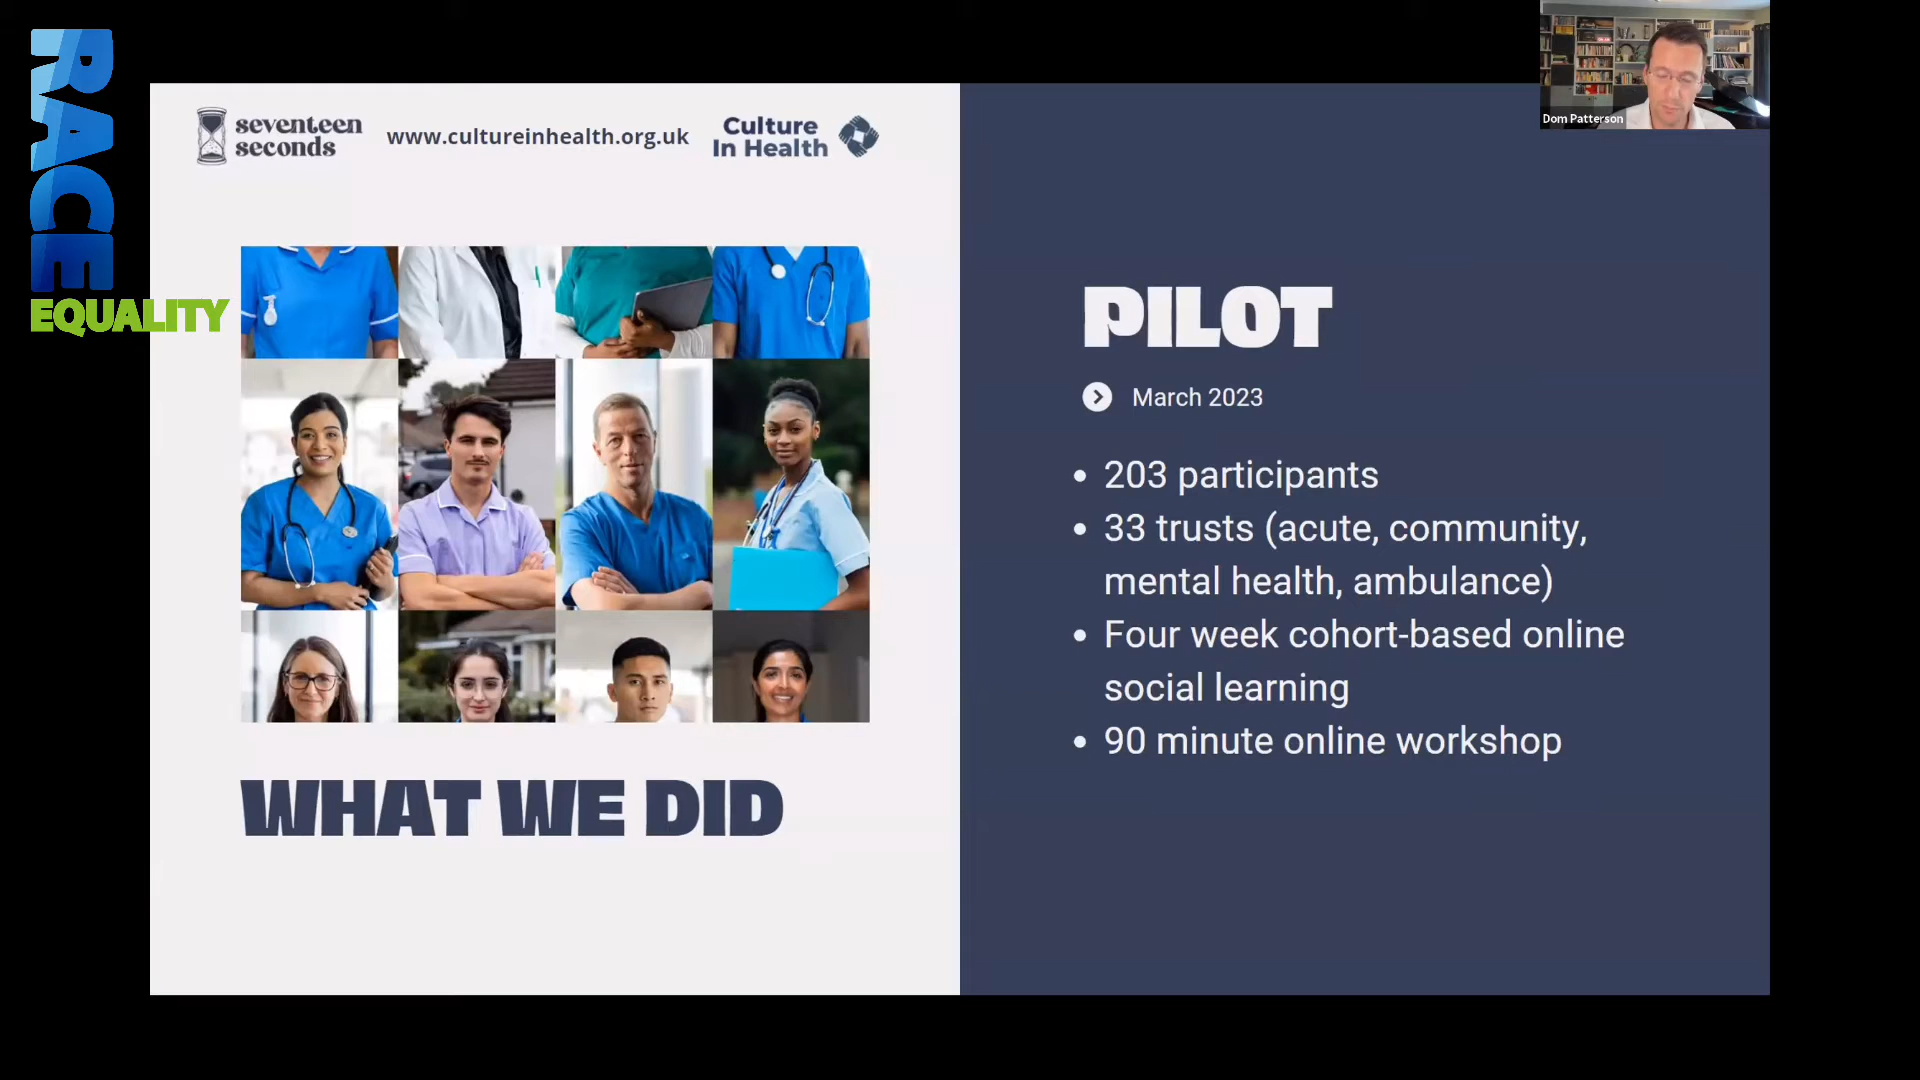 RACE
EQUALITY
seventeen
seconds
www.cultureinhealth.org.uk
Culture
In Health
Dom Patterson
WHAT WE DID
PILOT
March 2023
• 203 participants
• 33 trusts (acute, community,
mental health, ambulance)
• Four week cohort-based online
social learning
• 90 minute online workshop